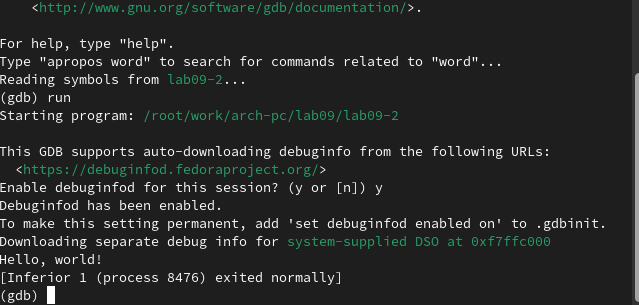 <http://www.gnu.org/software/gdb/documentation/>.
For help, type "help".
Type "apropos word" to search for commands related to "word"...
Reading symbols from lab09-2...
(gdb) run
Starting program: /root/work/arch-pc/lab09/lab09-2
This GDB supports auto-downloading debuginfo from the following URLs:
<https://debuginfod.fedoraproject.org/>
Enable debuginfod for this session? (y or [n]) y
Debuginfod has been enabled.
To make this setting permanent, add 'set debuginfod enabled on' to .gdbinit.
Downloading separate debug info for system-supplied DSO at 0xf7ffc000
Hello, world!
[Inferior 1 (process 8476) exited normally]
(gdb)